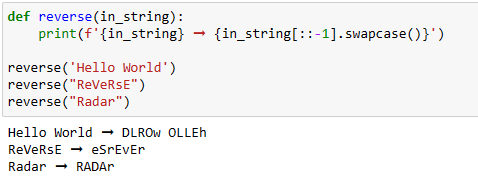 def reverse(in_string):
    print(f'{in_string} → {in_string[::-1].swapcase()}')
reverse('Hello World')
reverse("ReVeRsE")
reverse("Radar")
Hello World → DLROw OLLEh
ReVeRsE → eSrEvEr
Radar → RADAr